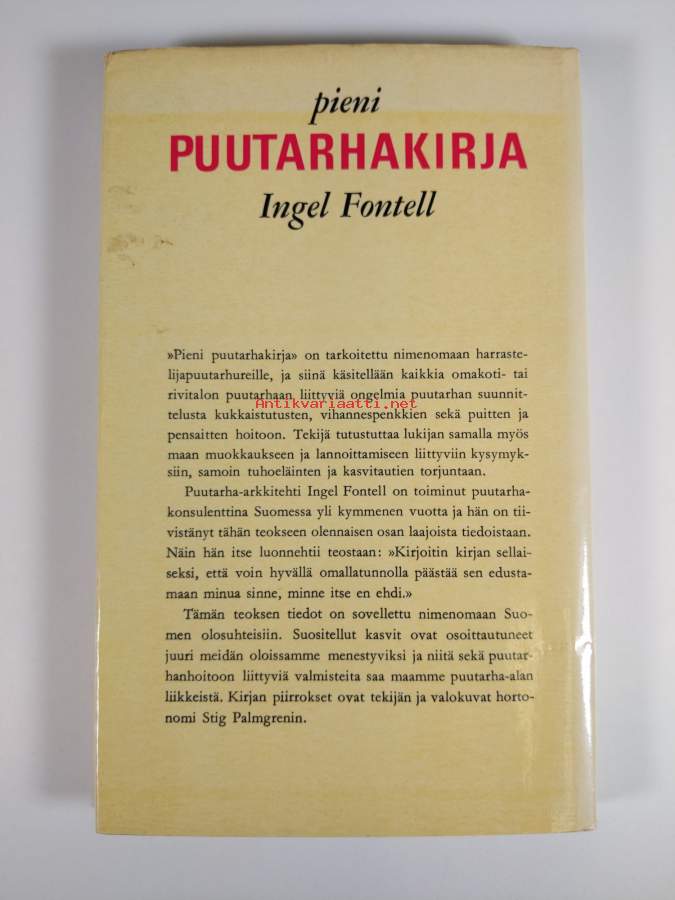 pieni
PUUTARHAKIRJA
Ingel Fontell
»Pieni puutarhakirja» on tarkoitettu nimenomaan harraste-
lijapuutarhureille, ja siinä käsitellään kaikkia omakoti- tai
rivitalon puutarhaan liittyviä ongelmia puutarhan suunnit-
telusta kukkaistutusten, vihannespenkkien sekä puitten ja
Antikvariaatti.net
pensaitten hoitoon. Tekijä tutustuttaa lukijan samalla myös
maan muokkaukseen ja lannoittamiseen liittyviin kysymyk-
siin, samoin tuhoeläinten ja kasvitautien torjuntaan.
Puutarha-arkkitehti Ingel Fontell on toiminut puutarha-
konsulenttina Suomessa yli kymmenen vuotta ja hän on tii-
vistänyt tähän teokseen olennaisen osan laajoista tiedoistaan.
Näin hän itse luonnehtii teostaan: »Kirjoitin kirjan sellai-
seksi, että voin hyvällä omallatunnolla päästää sen edusta-
maan minua sinne, minne itse en ehdi.»
Tämän teoksen tiedot on sovellettu nimenomaan Suo-
men olosuhteisiin. Suositellut kasvit ovat osoittautuneet
juuri meidän oloissamme menestyviksi ja niitä sekä puutar-
hanhoitoon liittyviä valmisteita saa maamme puutarha-alan
liikkeistä. Kirjan piirrokset ovat tekijän ja valokuvat horto-
nomi Stig Palmgrenin.